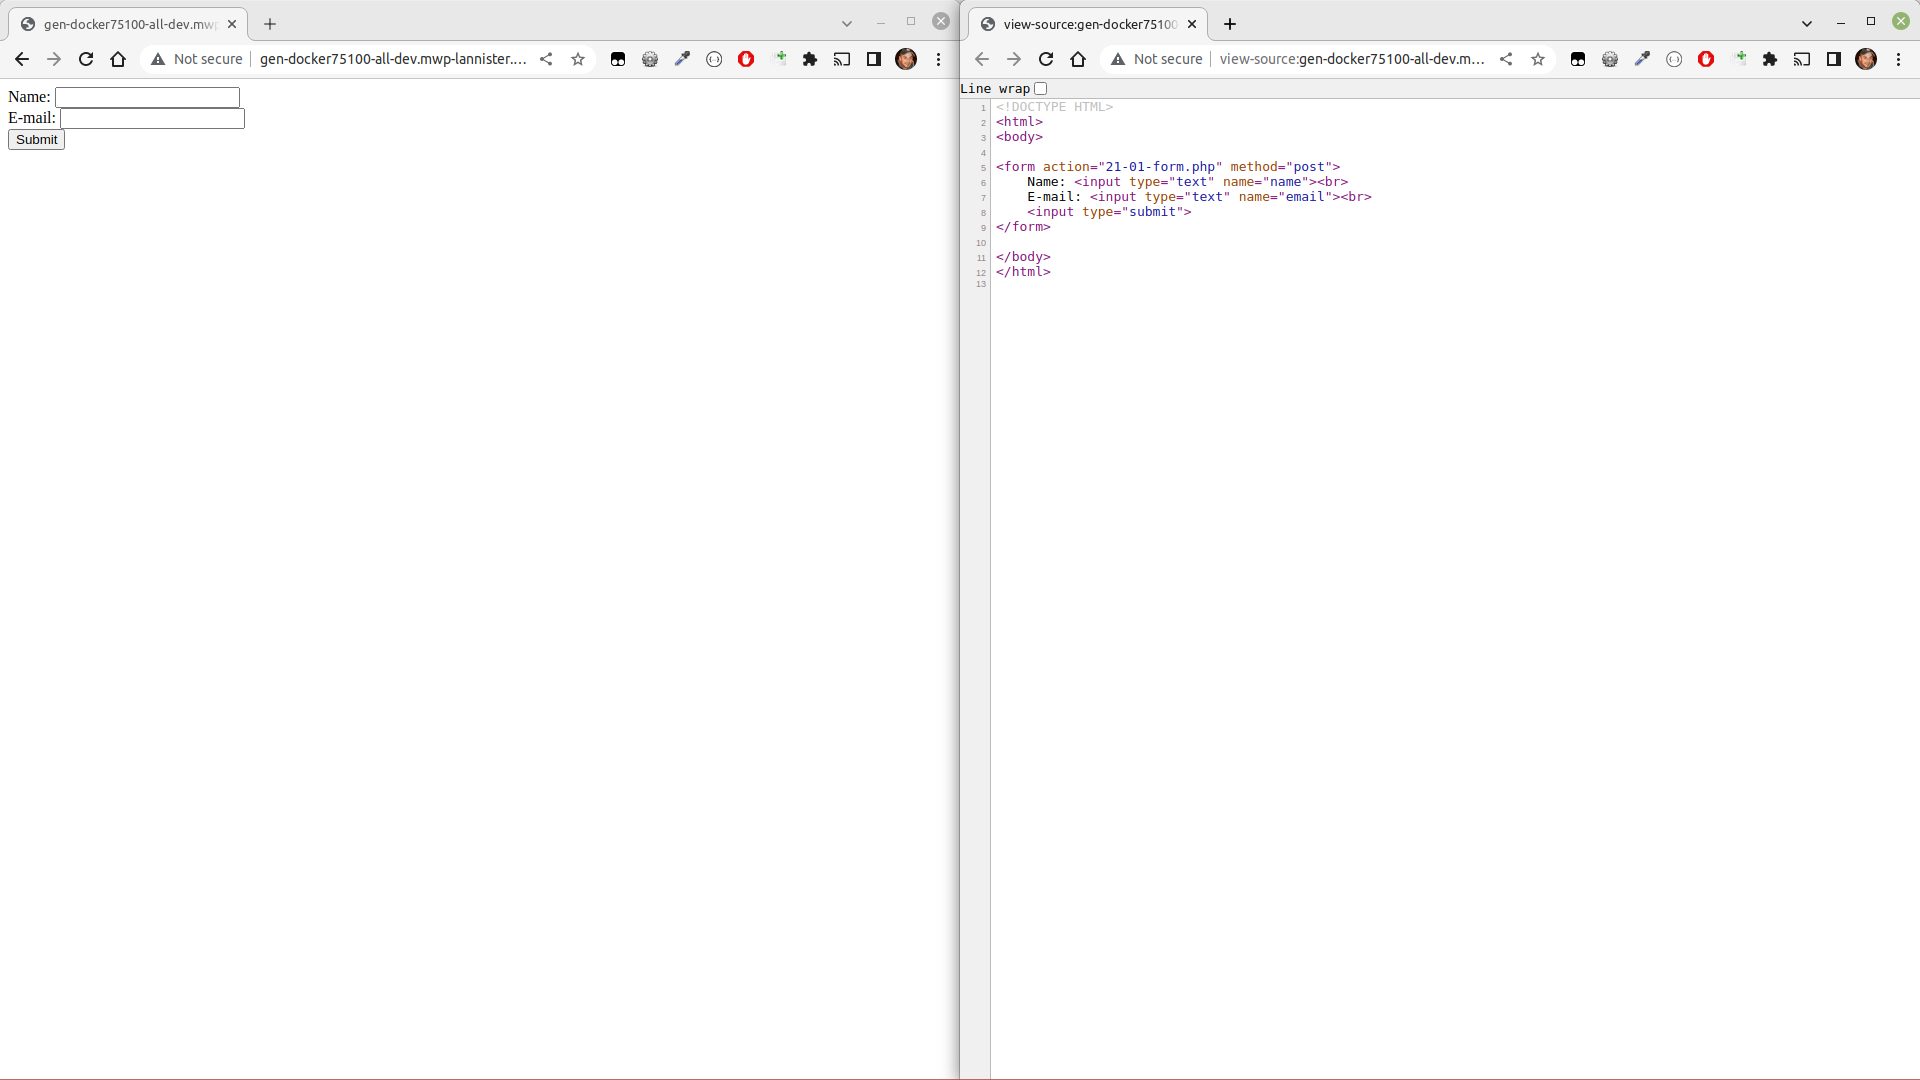 gen-docker75100-all-dev.mwp
Not secure
gen-docker75100-all-dev.mwp-lannister....
Name:
E-mail:
Submit
view-source:gen-docker75100
Not secure
view-source:gen-docker75100-all-dev.m...
Line wrap
1 <!DOCTYPE HTML>
2 <html>
3 <body>
4
5 <form action="21-01-form.php" method="post">
6     Name: <input type="text" name="name"><br>
7     E-mail: <input type="text" name="email"><br>
8     <input type="submit">
9 </form>
10
11 </body>
12 </html>
13